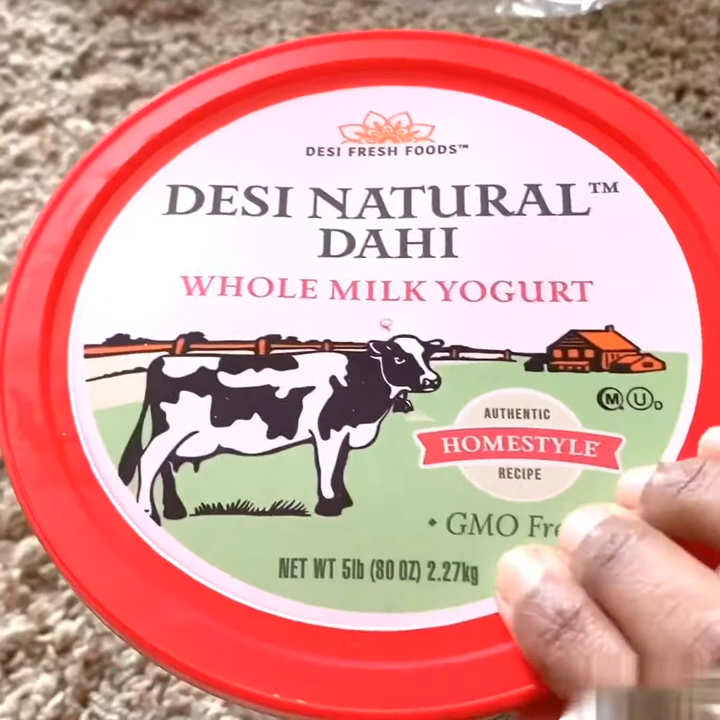 DESI FRESH FOODS™
DESI NATURAL™
DAHI
WHOLE MILK YOGURT
M U D
AUTHENTIC
HOMESTYLE
RECIPE
• GMO
NET WT 5lb (80 OZ) 2.27kg